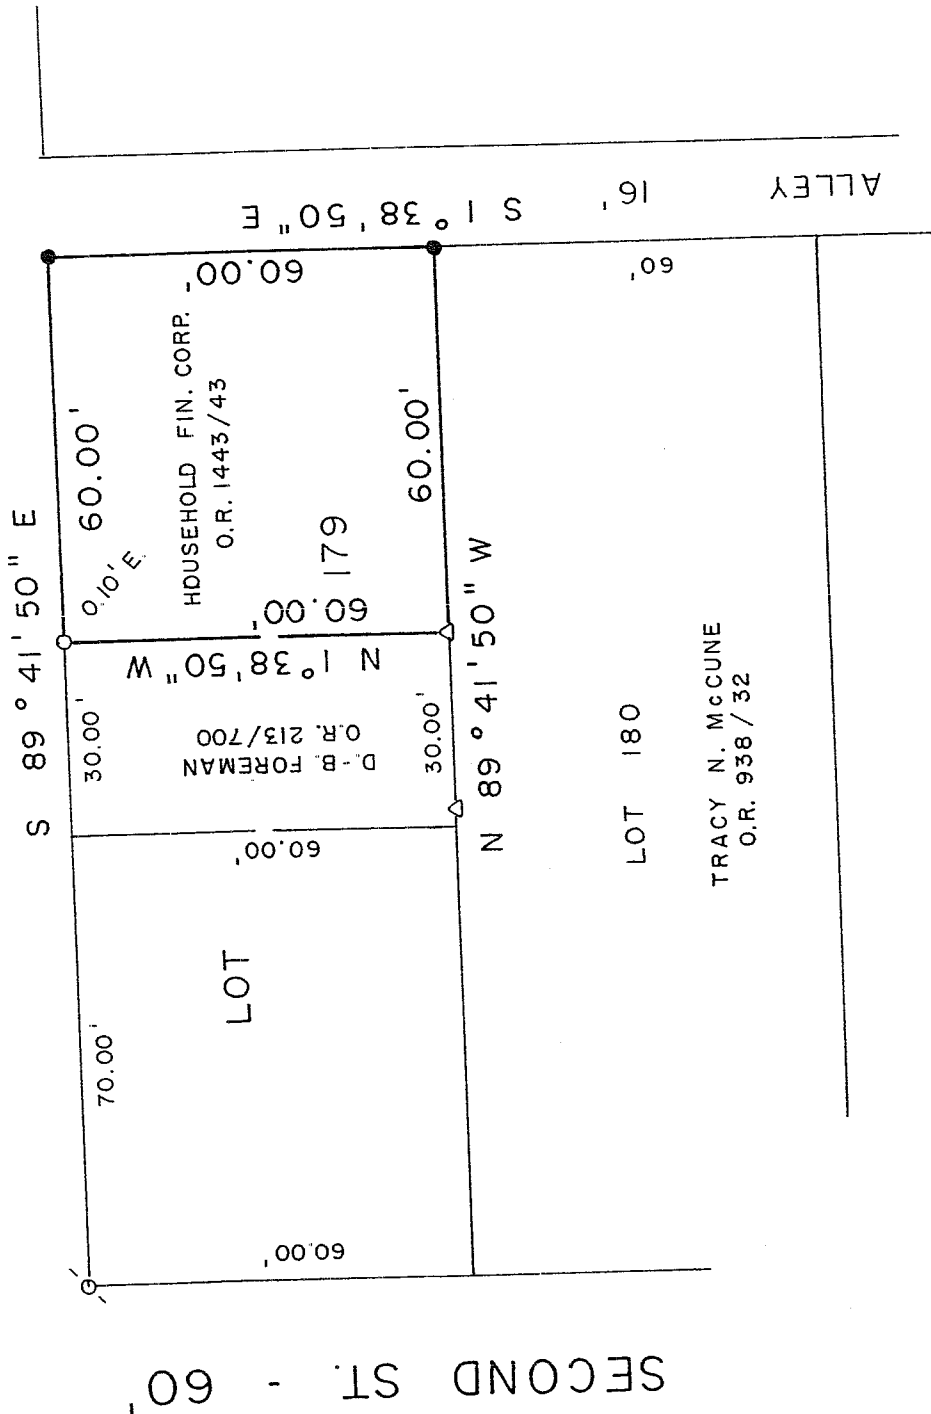 ALLEY
16'
S 1° 38' 50" E
60.00'
60'
S 89° 41' 50" E
60.00'
0.10' E.
HOUSEHOLD FIN. CORP.
O.R. 1443/43
179
60.00'
60.00'
N 1° 38' 50" W
30.00'
D.-B. FOREMAN
O.R. 213/700
30.00'
N 89° 41' 50" W
60.00'
LOT
70.00'
60.00'
LOT 180
TRACY N. McCUNE
O.R. 938/32
SECOND ST. - 60'